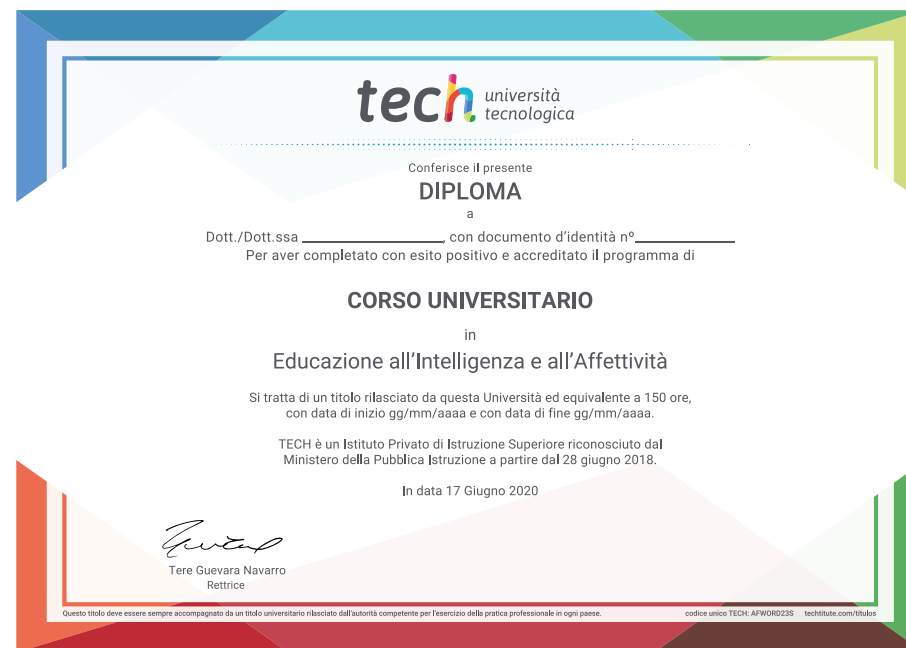 tech università
tecnologica
Conferisce il presente
DIPLOMA
a
Dott./Dott.ssa ____________, con documento d'identità nº____________
Per aver completato con esito positivo e accreditato il programma di
CORSO UNIVERSITARIO
in
Educazione all'Intelligenza e all'Affettività
Si tratta di un titolo rilasciato da questa Università ed equivalente a 150 ore,
con data di inizio gg/mm/aaaa e con data di fine gg/mm/aaaa.
TECH è un Istituto Privato di Istruzione Superiore riconosciuto dal
Ministero della Pubblica Istruzione a partire dal 28 giugno 2018.
In data 17 Giugno 2020
Tere Guevara Navarro
Rettrice
Questo titolo deve essere sempre accompagnato da un titolo universitario rilasciato dall'autorità competente per l'esercizio della pratica professionale in ogni paese. codice unico TECH: AFWORD23S techtitute.com/títulos